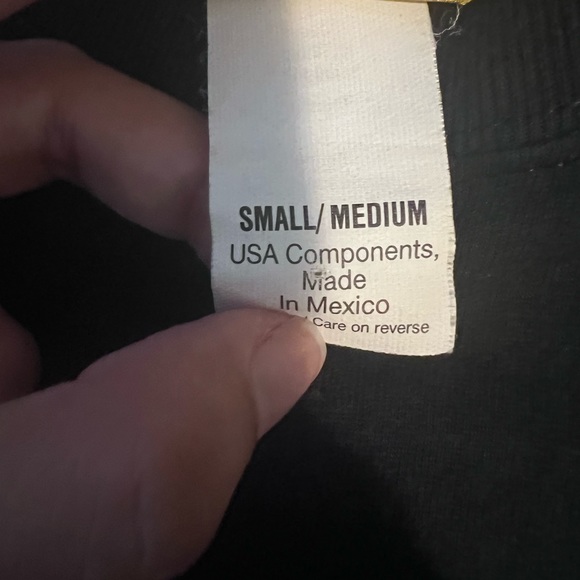 SMALL/MEDIUM
USA Components,
Made
In Mexico
Care on reverse